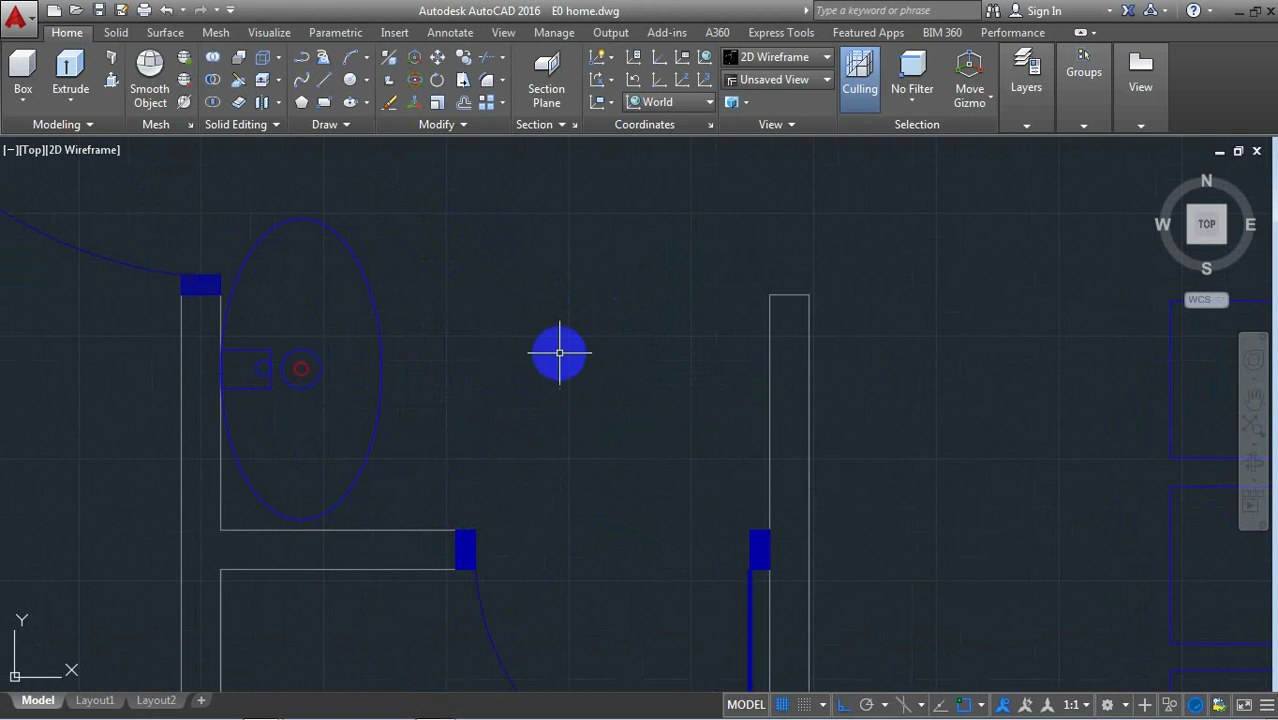 Autodesk AutoCAD 2016 E0 home.dwg
Type a keyword or phrase
Sign In
Home Solid Surface Mesh Visualize Parametric Insert Annotate View Manage Output Add-ins A360 Express Tools Featured Apps BIM 360 Performance
Box
Extrude
Smooth Object
Section Plane
2D Wireframe
Unsaved View
World
Culling
No Filter
Move Gizmo
Layers
Groups
View
Modeling
Mesh
Solid Editing
Draw
Modify
Section
Coordinates
View
Selection
[−][Top][2D Wireframe]
N
W
TOP
E
S
WCS
Y
X
Model Layout1 Layout2 +
MODEL
1:1